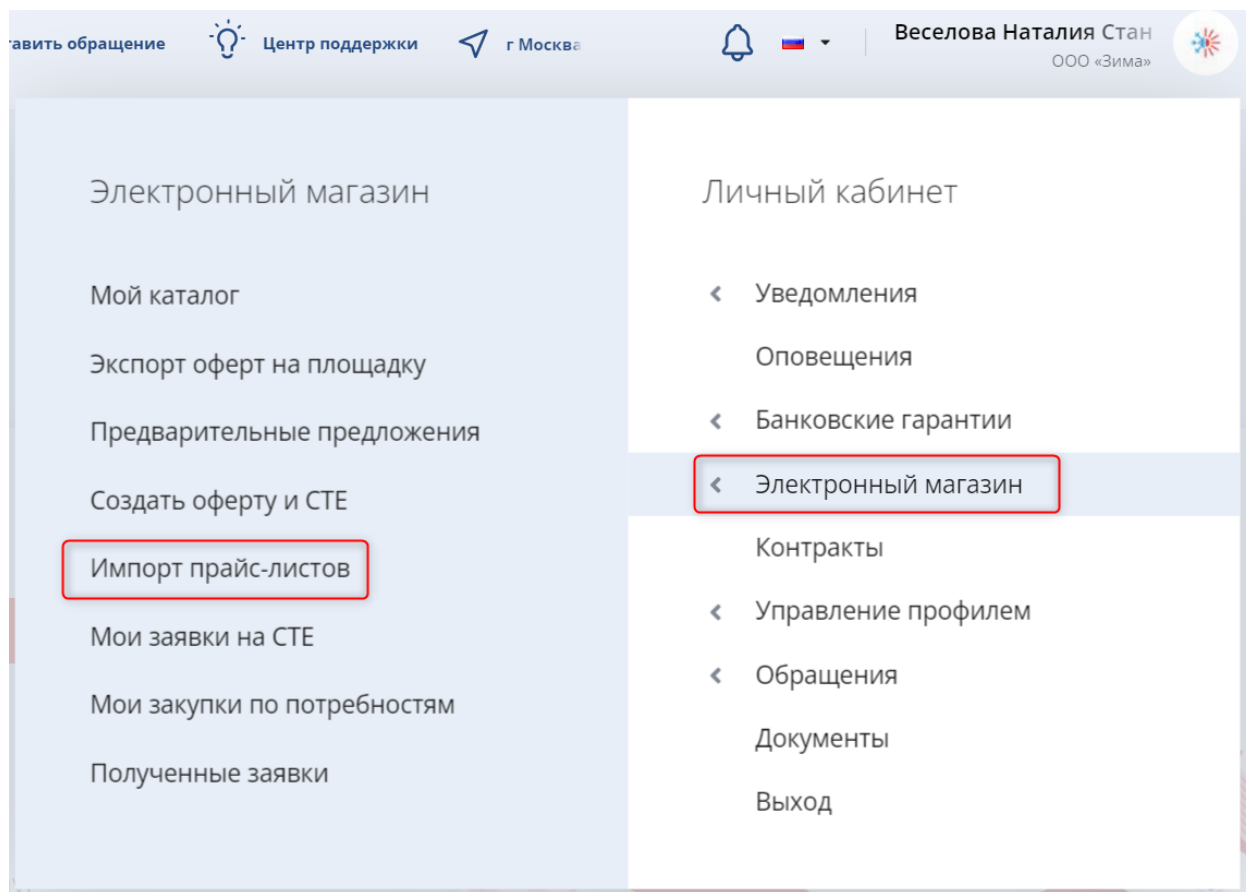 авить обращение Центр поддержки г Москва Веселова Наталия Стан
ООО «Зима»
Электронный магазин
Мой каталог
Экспорт оферт на площадку
Предварительные предложения
Создать оферту и СТЕ
Импорт прайс-листов
Мои заявки на СТЕ
Мои закупки по потребностям
Полученные заявки
Личный кабинет
Уведомления
Оповещения
Банковские гарантии
Электронный магазин
Контракты
Управление профилем
Обращения
Документы
Выход